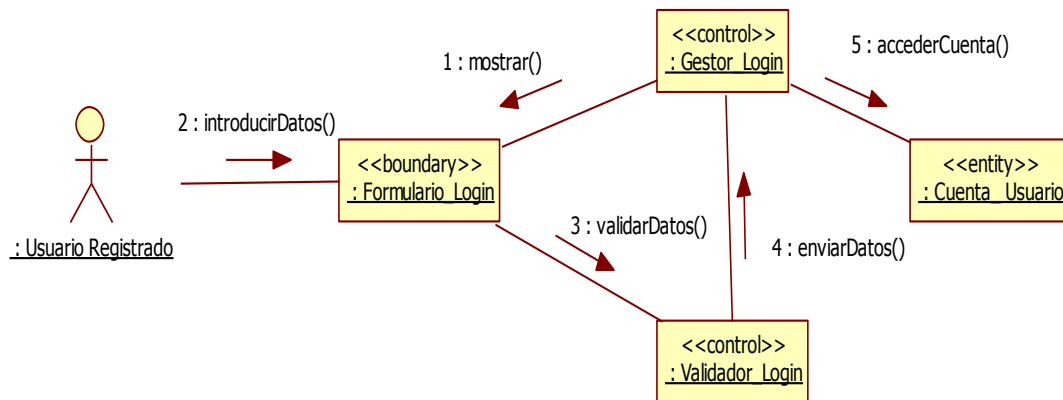 <<control>>
: Gestor_Login
1 : mostrar()
5 : accederCuenta()
2 : introducirDatos()
<<boundary>>
: Formulario_Login
<<entity>>
: Cuenta_Usuario
: Usuario Registrado
3 : validarDatos()
4 : enviarDatos()
<<control>>
: Validador_Login